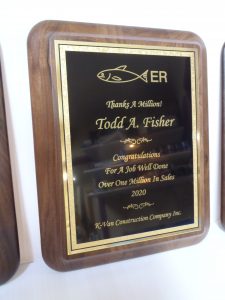 ER
Thanks A Million!
Todd A. Fisher
Congratulations
For A Job Well Done
Over One Million In Sales
2020
K-Van Construction Company Inc.